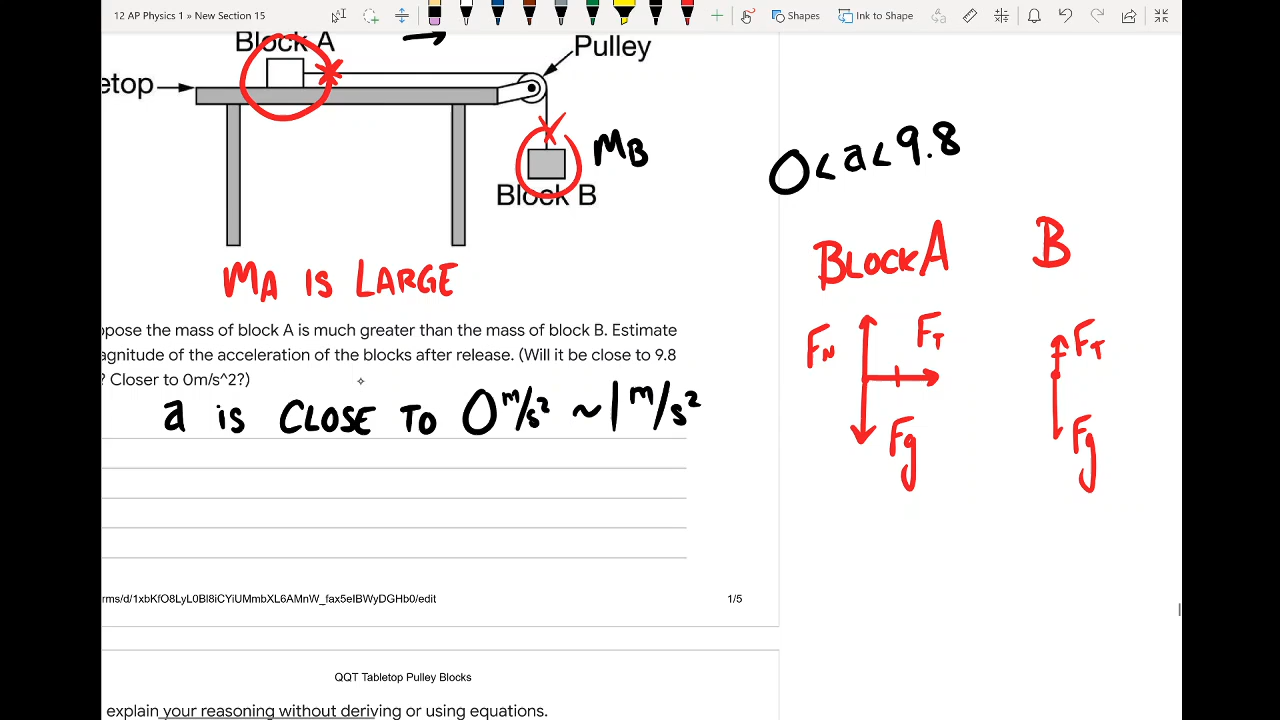 12 AP Physics 1 » New Section 15
Shapes
Ink to Shape
Block A
Pulley
etop
MB
Block B
0 < a < 9.8
BLOCK A B
MA IS LARGE
FN FT FT
Fg Fg
pose the mass of block A is much greater than the mass of block B. Estimate
agnitude of the acceleration of the blocks after release. (Will it be close to 9.8
? Closer to 0m/s^2?)
a is CLOSE TO 0 m/s² ~1 m/s²
rms/d/1xbKfO8LyL0Bl8iCYiUMmbXL6AMnW_fax5eIBWyDGHb0/edit 1/5
QQT Tabletop Pulley Blocks
explain your reasoning without deriving or using equations.